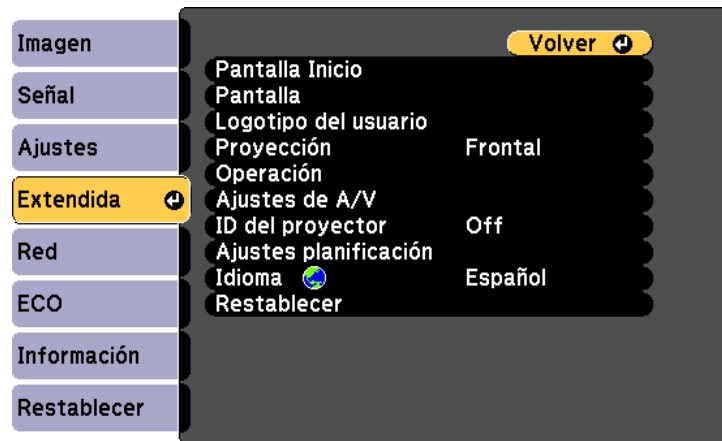 Imagen
Señal
Ajustes
Extendida
Red
ECO
Información
Restablecer
Volver
Pantalla Inicio
Pantalla
Logotipo del usuario
Proyección Frontal
Operación
Ajustes de A/V
ID del proyector Off
Ajustes planificación
Idioma Español
Restablecer